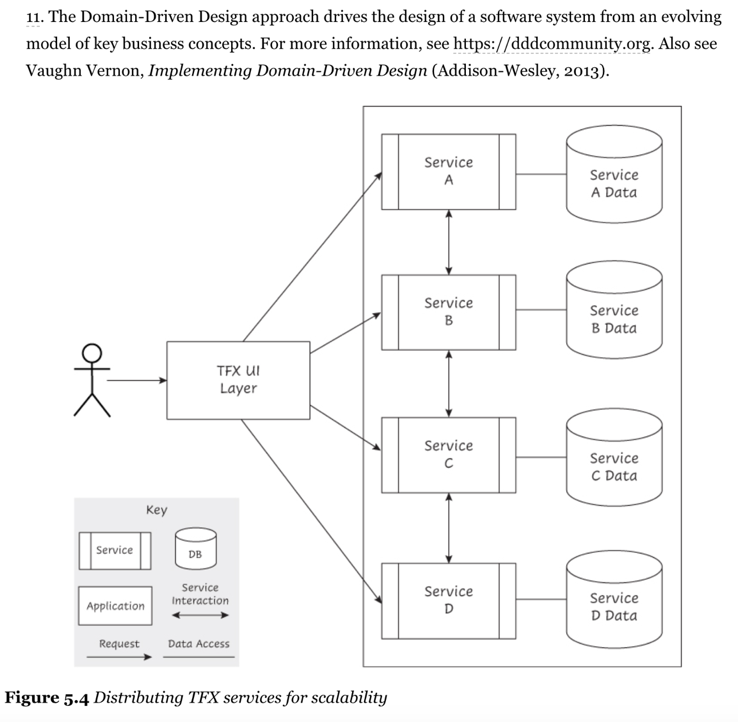 11. The Domain-Driven Design approach drives the design of a software system from an evolving
model of key business concepts. For more information, see https://dddcommunity.org. Also see
Vaughn Vernon, Implementing Domain-Driven Design (Addison-Wesley, 2013).
Service
A
Service
A Data
Service
B
Service
B Data
TFX UI
Layer
Service
C
Service
C Data
Service
D
Service
D Data
Key
Service
DB
Application
Service
Interaction
Request
Data Access
Figure 5.4 Distributing TFX services for scalability